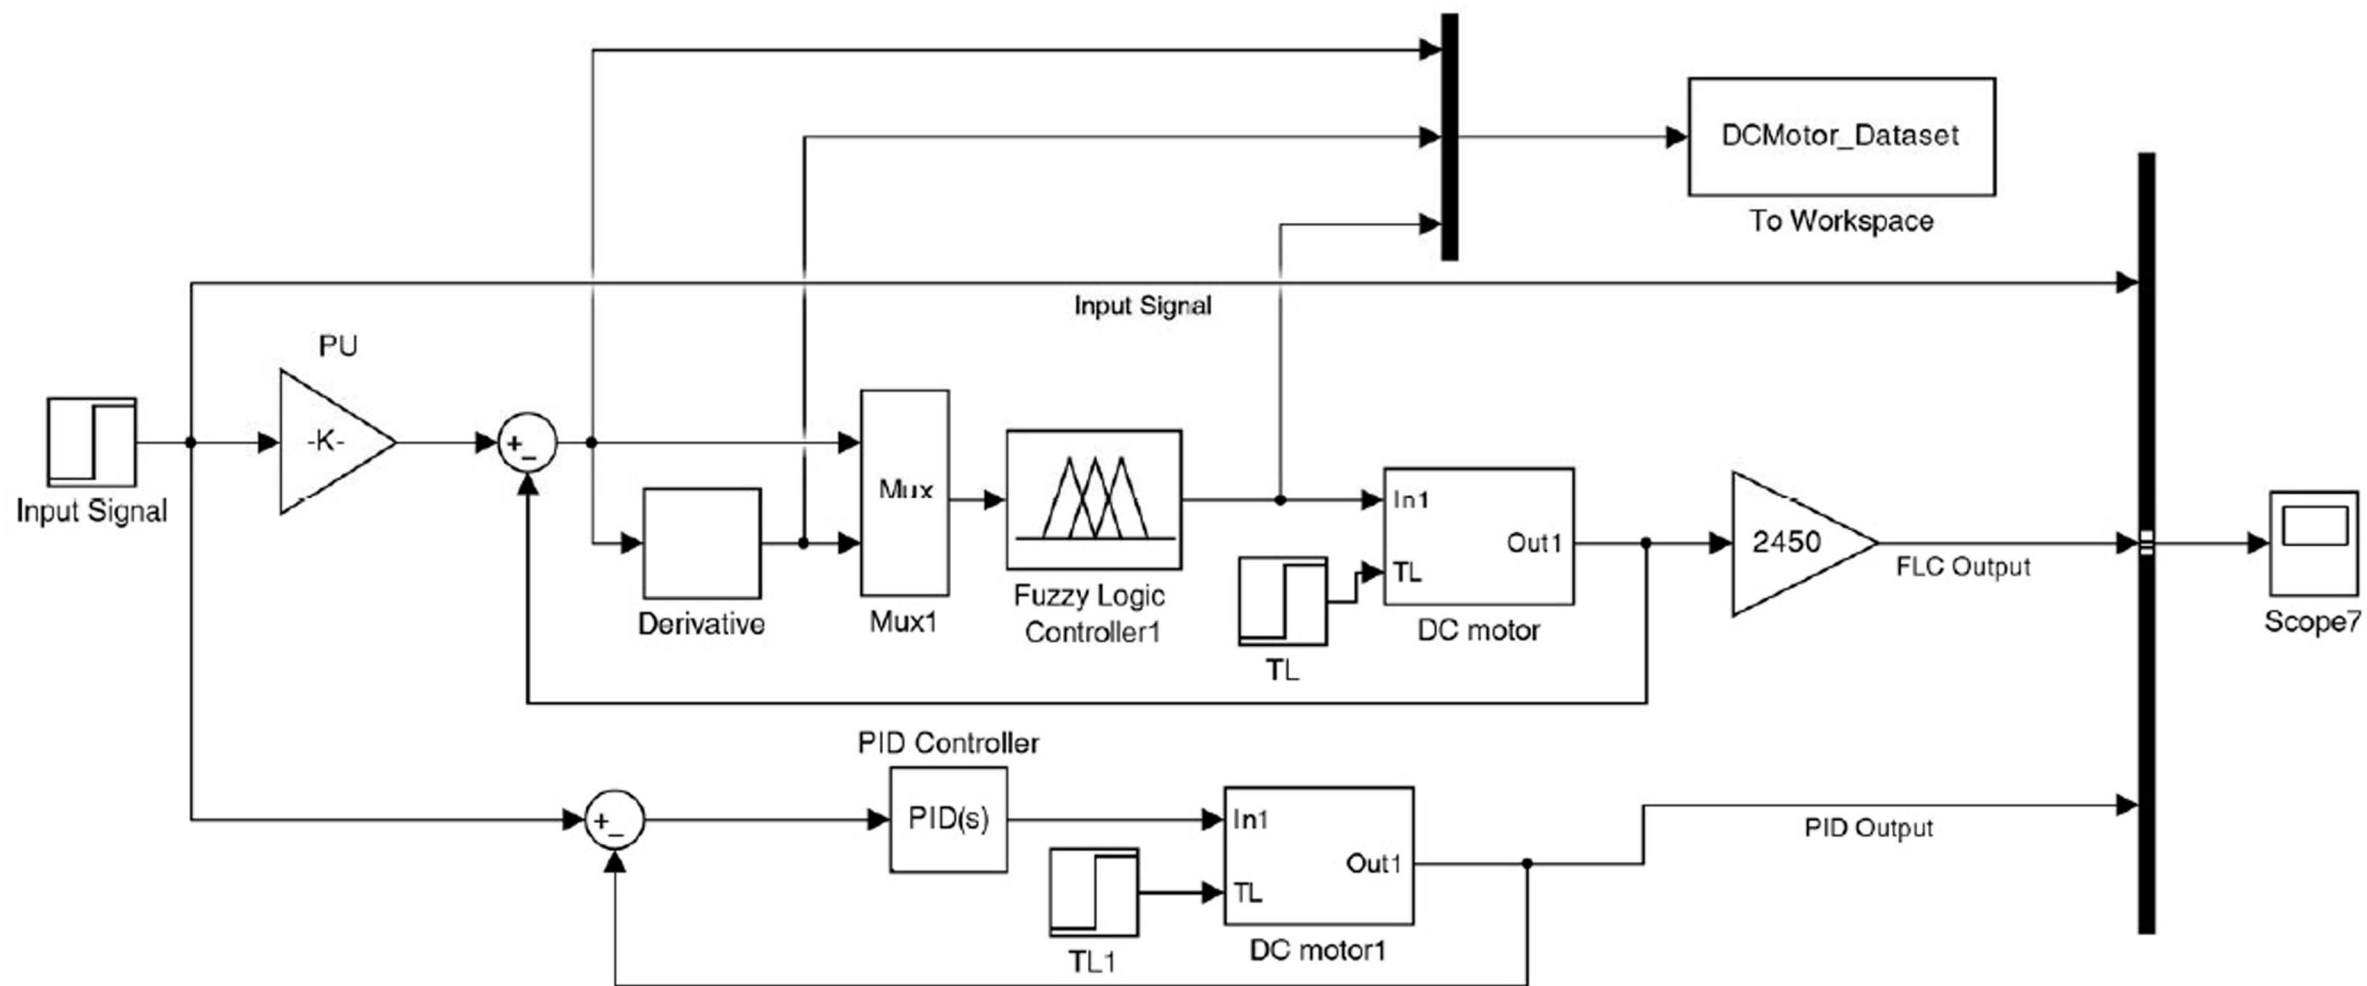 DCMotor_Dataset
To Workspace
Input Signal
PU
-K-
+
−
Input Signal
Mux
In1
Out1
TL
2450
FLC Output
Derivative
Mux1
Fuzzy Logic
Controller1
TL
DC motor
Scope7
PID Controller
+
−
PID(s)
In1
Out1
TL
PID Output
TL1
DC motor1